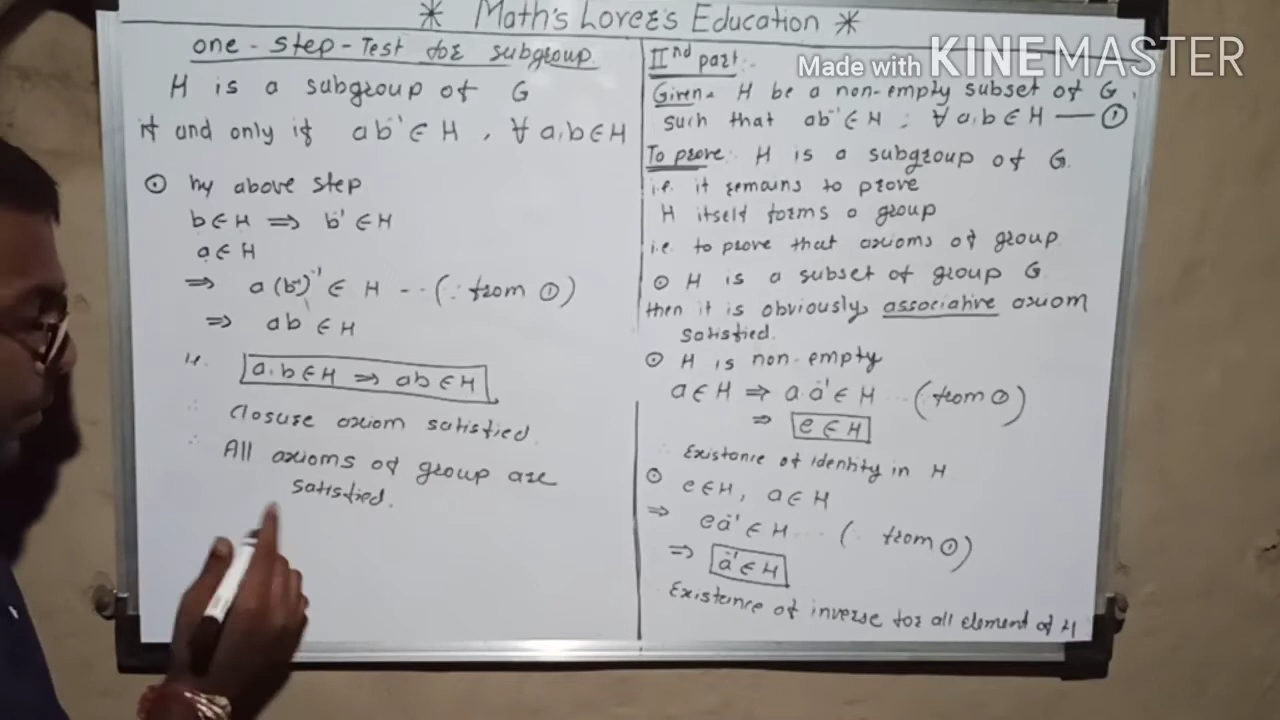 * Math's Lover's Education *
Made with KINEMASTER
one-step-Test for subgroup
H is a subgroup of G
if and only if ab⁻¹ ∈ H, ∀ a,b ∈ H
⊙ by above step
b ∈ H ⟹ b⁻¹ ∈ H
a ∈ H
⟹ a(b⁻¹)⁻¹ ∈ H -- (∵ from ①)
⟹ ab ∈ H
i.e.
a,b ∈ H ⟹ ab ∈ H
∴ Closure axiom satisfied
∴ All axioms of group are
satisfied.
IInd part:
Given- H be a non-empty subset of G,
such that ab⁻¹ ∈ H, ∀ a,b ∈ H — ①
To prove: H is a subgroup of G.
i.e. it remains to prove
H itself forms a group
i.e. to prove that axioms of group
⊙ H is a subset of group G
then it is obviously associative axiom
satisfied.
⊙ H is non-empty
a ∈ H ⟹ a.a⁻¹ ∈ H ... (from ①)
⟹ e ∈ H
∴ Existance of identity in H
⊙ e ∈ H, a ∈ H
⟹ ea⁻¹ ∈ H ... (∵ from ①)
⟹ a⁻¹ ∈ H
Existance of inverse for all element of H